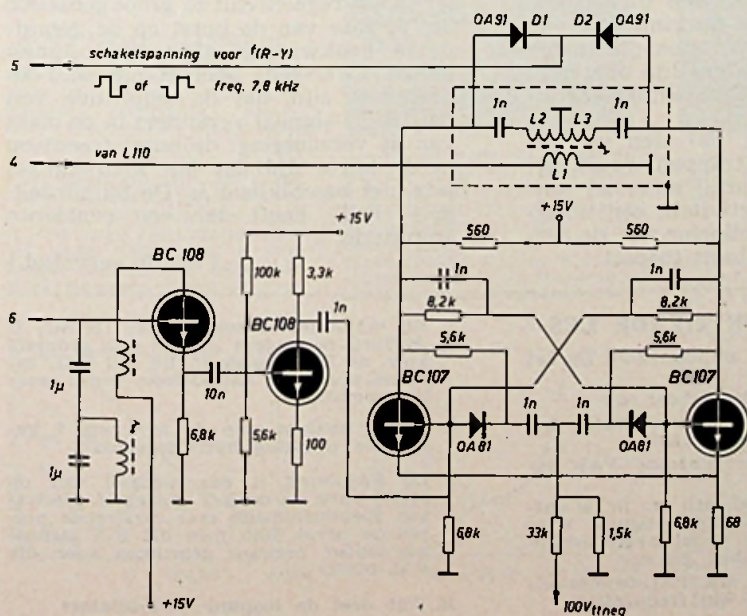 OA91 D1 D2 OA91
5 schakelspanning voor f(R-Y)
of freq. 7,8 kHz
1n L2 L3 1n
4 van L110
L1
+15V
+15V
560 560
BC 108
100k 3,3k
1n 1n 1n
8,2k 8,2k
6
BC108
5,6k 5,6k
1µ
10n
BC107 BC107
1n 1n
6,8k 5,6k 100
OA81 OA81
1µ
6,8k 33k 1,5k 6,8k 68
+15V
100Vttneg